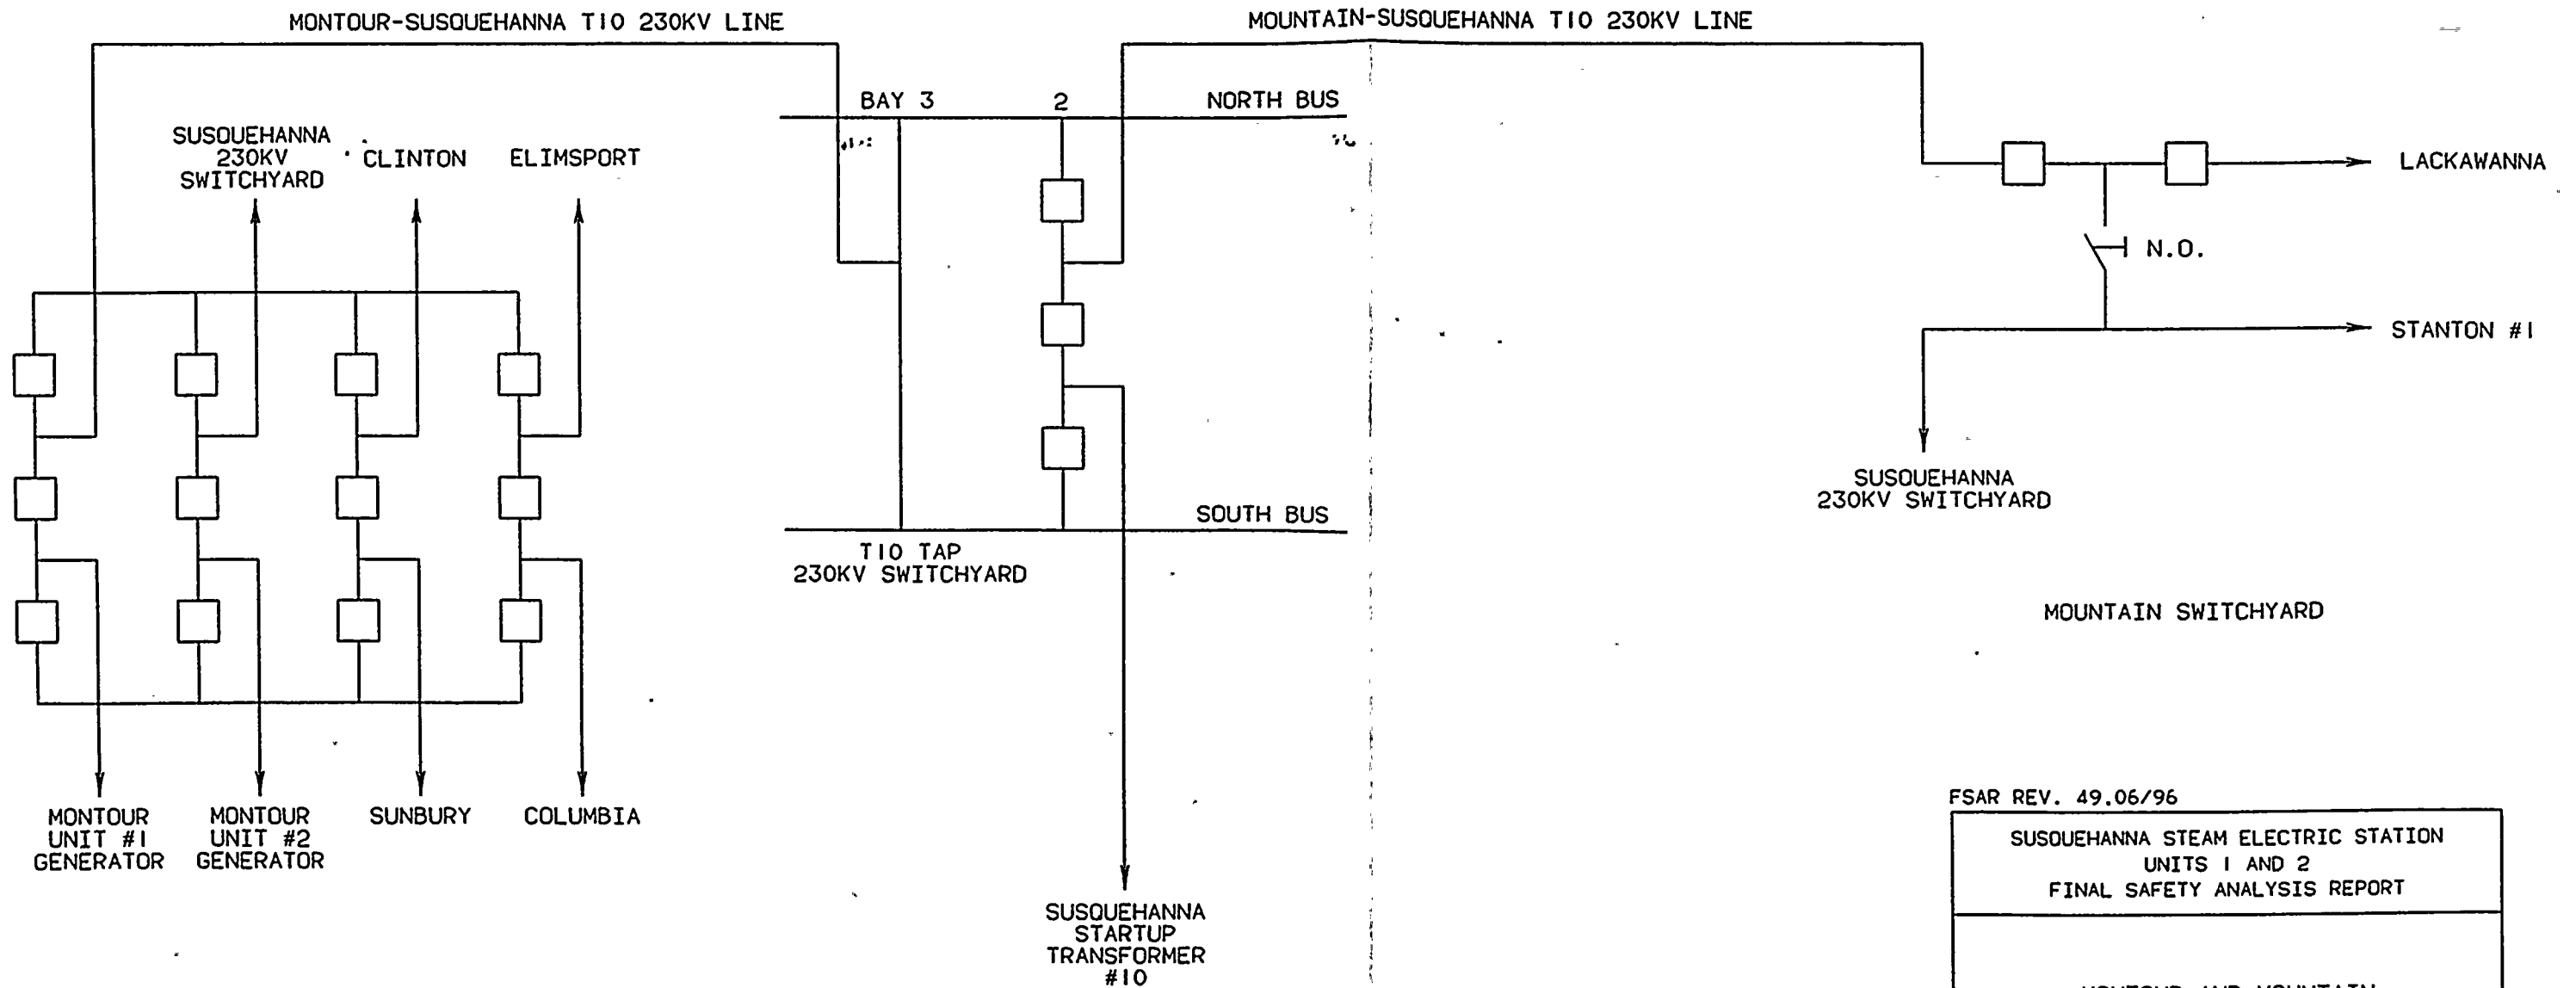 MONTOUR-SUSQUEHANNA T10 230KV LINE
MOUNTAIN-SUSQUEHANNA T10 230KV LINE
BAY 3
2
NORTH BUS
SUSQUEHANNA
230KV
SWITCHYARD
CLINTON
ELIMSPORT
LACKAWANNA
N.O.
STANTON #1
SUSQUEHANNA
230KV SWITCHYARD
SOUTH BUS
T10 TAP
230KV SWITCHYARD
MOUNTAIN SWITCHYARD
MONTOUR
UNIT #1
GENERATOR
MONTOUR
UNIT #2
GENERATOR
SUNBURY
COLUMBIA
SUSQUEHANNA
STARTUP
TRANSFORMER
#10
FSAR REV. 49.06/96
SUSQUEHANNA STEAM ELECTRIC STATION
UNITS 1 AND 2
FINAL SAFETY ANALYSIS REPORT
MONTOUR AND MOUNTAIN